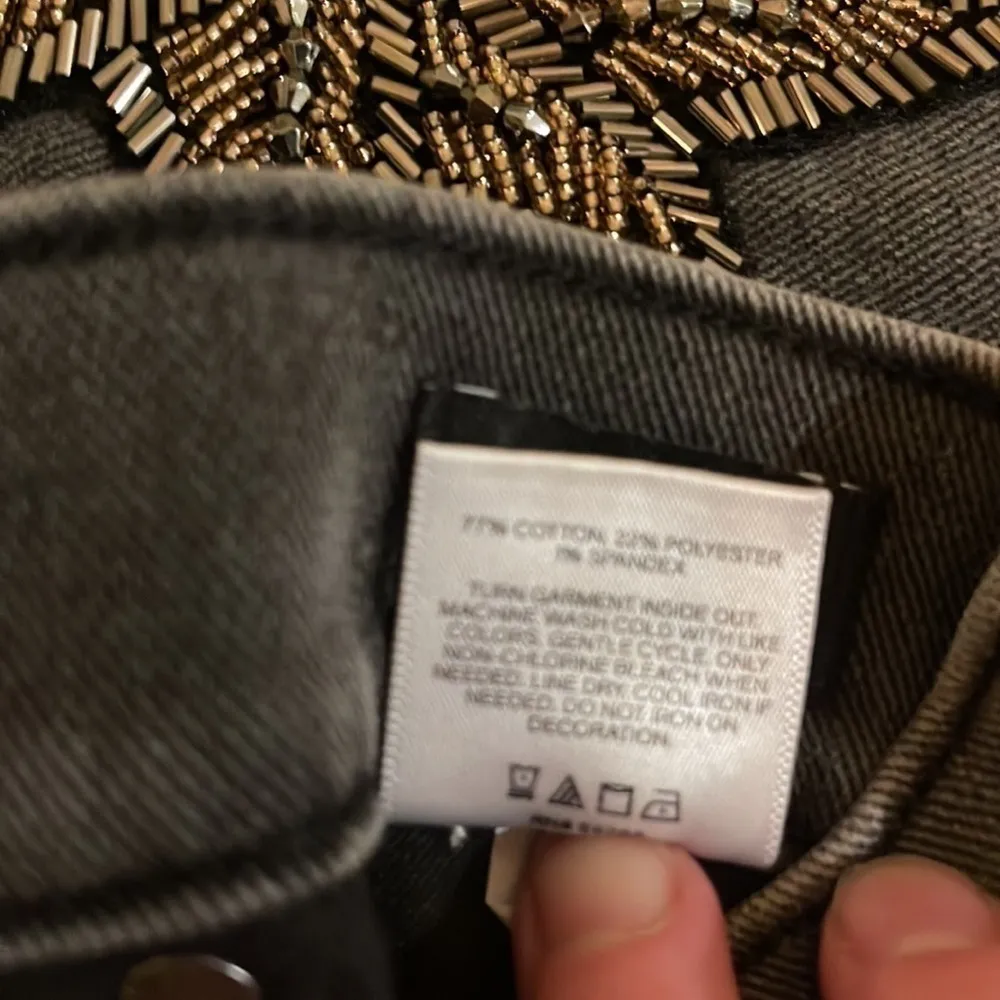 77% COTTON, 22% POLYESTER
1% SPANDEX
TURN GARMENT INSIDE OUT.
MACHINE WASH COLD WITH LIKE
COLORS. GENTLE CYCLE. ONLY
NON-CHLORINE BLEACH WHEN
NEEDED. LINE DRY. COOL IRON IF
NEEDED. DO NOT IRON ON
DECORATION.